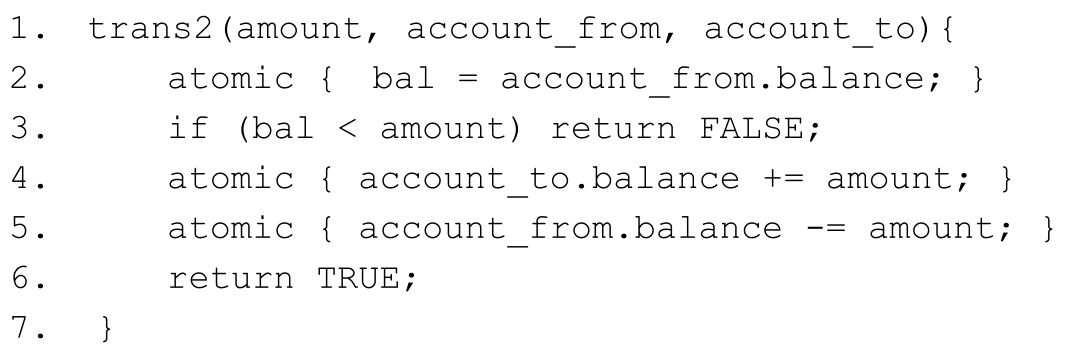 1. trans2(amount, account_from, account_to){
2. atomic { bal = account_from.balance; }
3. if (bal < amount) return FALSE;
4. atomic { account_to.balance += amount; }
5. atomic { account_from.balance -= amount; }
6. return TRUE;
7. }